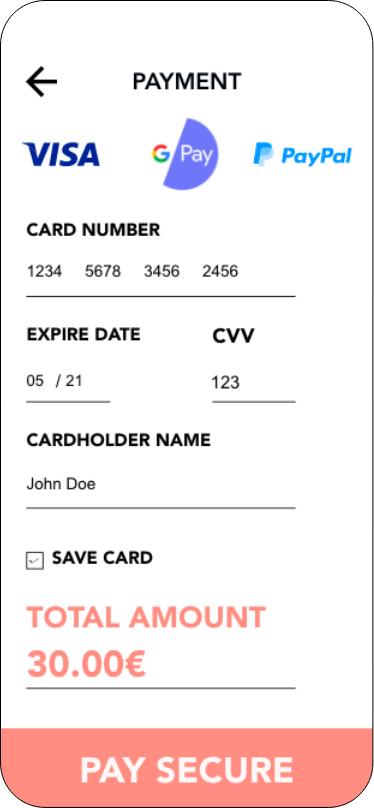 PAYMENT
VISA G Pay PayPal
CARD NUMBER
1234 5678 3456 2456
EXPIRE DATE CVV
05 / 21 123
CARDHOLDER NAME
John Doe
SAVE CARD
TOTAL AMOUNT
30.00€
PAY SECURE